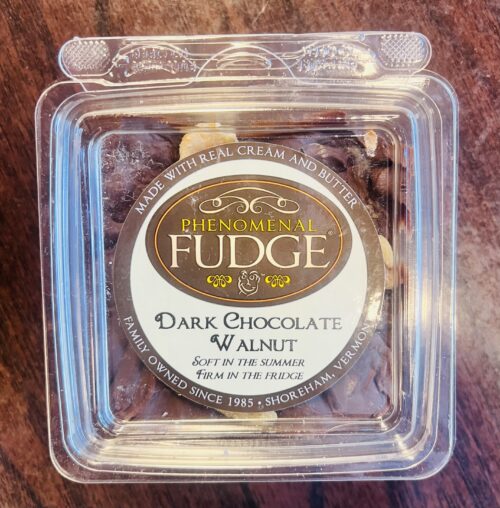 MADE WITH REAL CREAM AND BUTTER
PHENOMENAL
FUDGE
DARK CHOCOLATE
WALNUT
SOFT IN THE SUMMER
FIRM IN THE FRIDGE
FAMILY OWNED SINCE 1985 • SHOREHAM, VERMONT